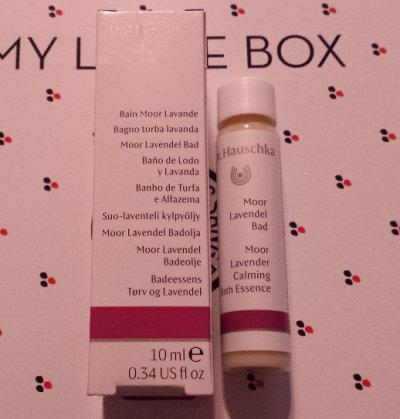 MY L E BOX
Dr. Hauschka
Bain Moor Lavande
Bagno torba lavanda
Moor Lavendel Bad
Baño de Lodo
y Lavanda
Banho de Turfa
e Alfazema
Suo-laventeli kylpyöljy
Moor Lavendel Badolja
Moor Lavendel
Badeolje
Badeessens
Tørv og Lavendel
10 ml e
0.34 US fl oz
Dr. Hauschka
Moor
Lavendel
Bad
Moor
Lavender
Calming
Bath Essence